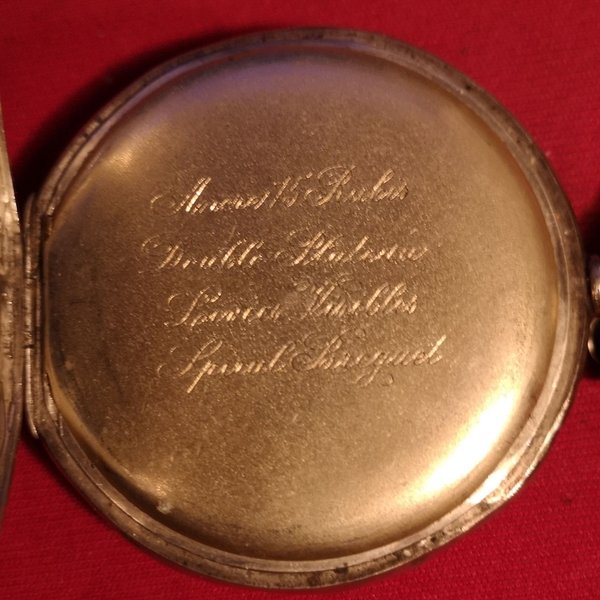 Ancre 15 Rubis
Double Plateau
Levées Visibles
Spiral Breguet